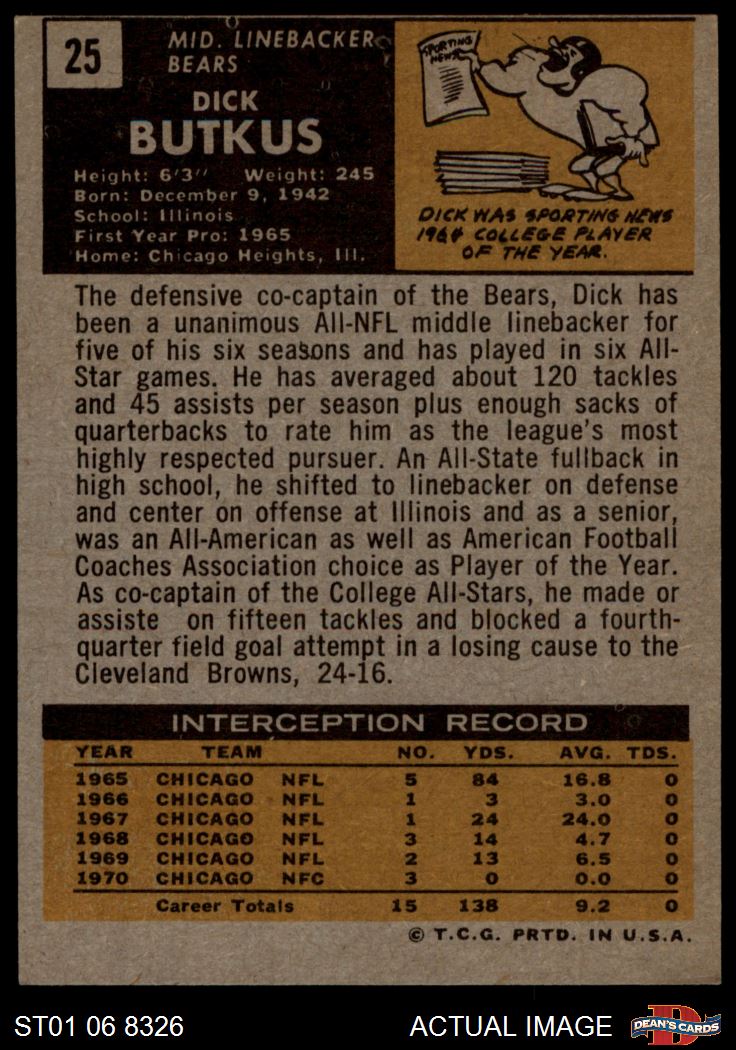 25
MID. LINEBACKER
BEARS
DICK
BUTKUS
Height: 6'3" Weight: 245
Born: December 9, 1942
School: Illinois
First Year Pro: 1965
Home: Chicago Heights, Ill.
SPORTING
NEWS
DICK WAS SPORTING NEWS
1964 COLLEGE PLAYER
OF THE YEAR.
The defensive co-captain of the Bears, Dick has
been a unanimous All-NFL middle linebacker for
five of his six seasons and has played in six All-
Star games. He has averaged about 120 tackles
and 45 assists per season plus enough sacks of
quarterbacks to rate him as the league's most
highly respected pursuer. An All-State fullback in
high school, he shifted to linebacker on defense
and center on offense at Illinois and as a senior,
was an All-American as well as American Football
Coaches Association choice as Player of the Year.
As co-captain of the College All-Stars, he made or
assiste on fifteen tackles and blocked a fourth-
quarter field goal attempt in a losing cause to the
Cleveland Browns, 24-16.
INTERCEPTION RECORD
YEAR TEAM NO. YDS. AVG. TDS.
1965 CHICAGO NFL 5 84 16.8 0
1966 CHICAGO NFL 1 3 3.0 0
1967 CHICAGO NFL 1 24 24.0 0
1968 CHICAGO NFL 3 14 4.7 0
1969 CHICAGO NFL 2 13 6.5 0
1970 CHICAGO NFC 3 0 0.0 0
Career Totals 15 138 9.2 0
© T.C.G. PRTD. IN U.S.A.
ST01 06 8326 ACTUAL IMAGE
DEAN'S CARDS